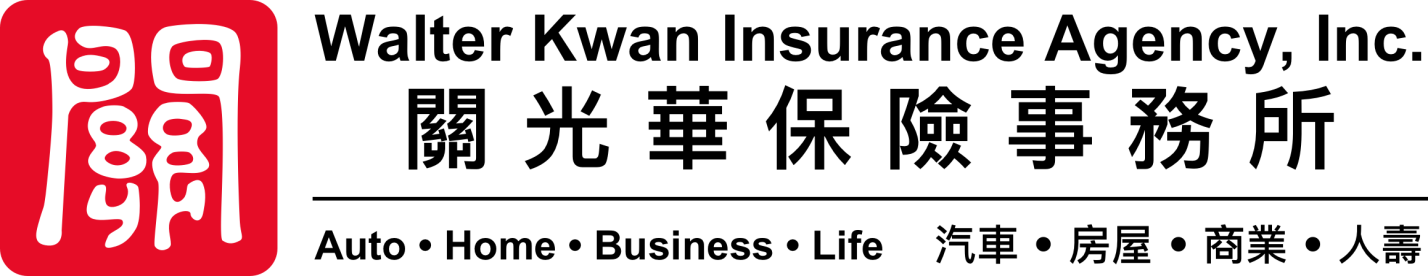 關
Walter Kwan Insurance Agency, Inc.
關光華保險事務所
Auto • Home • Business • Life 汽車 • 房屋 • 商業 • 人壽